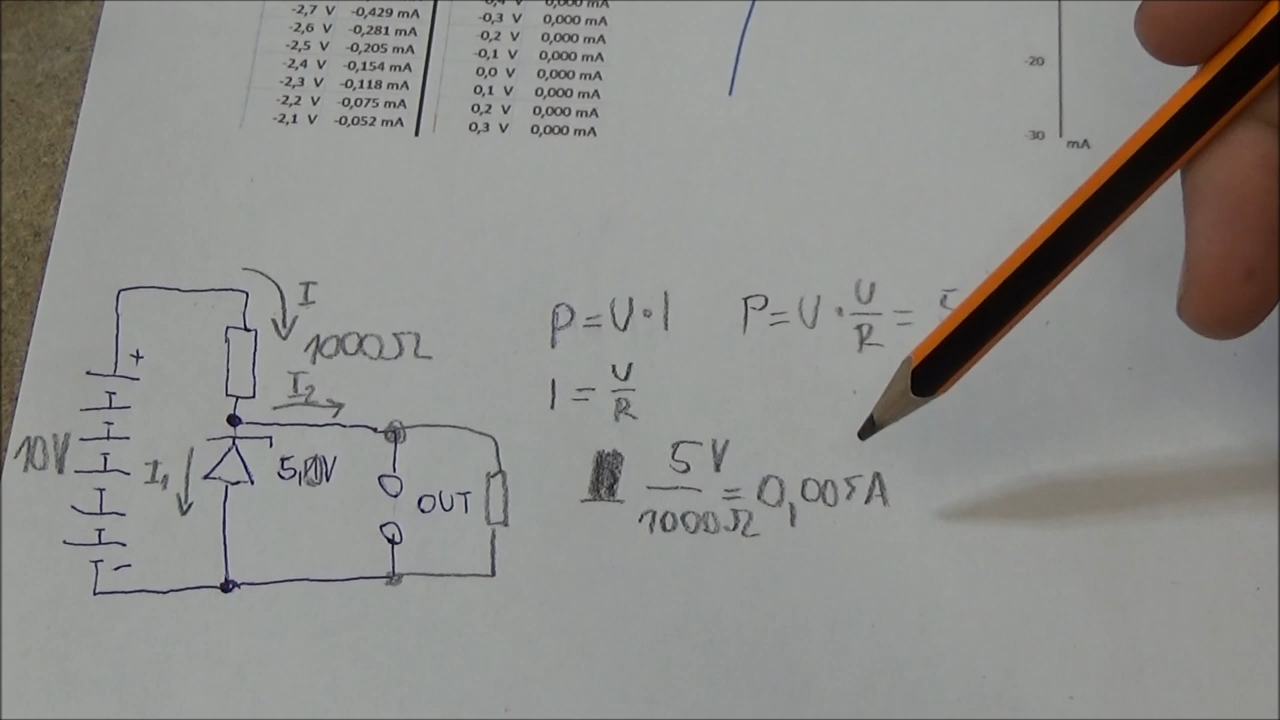 -2,7 V -0,429 mA
-2,6 V -0,281 mA
-2,5 V -0,205 mA
-2,4 V -0,154 mA
-2,3 V -0,118 mA
-2,2 V -0,075 mA
-2,1 V -0,052 mA
-0,3 V 0,000 mA
-0,2 V 0,000 mA
-0,1 V 0,000 mA
0,0 V 0,000 mA
0,1 V 0,000 mA
0,2 V 0,000 mA
0,3 V 0,000 mA
-20
-30
mA
I
1000Ω
I2
+
10V
I1
5,0V
OUT
-
P=U·I
P=U·U/R=5
I=U/R
5V/1000Ω=0,005A